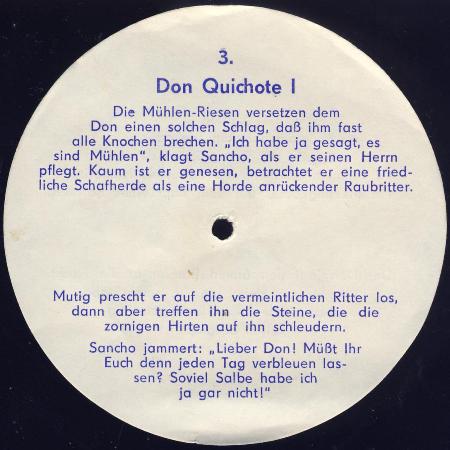 3.
Don Quichote I
Die Mühlen-Riesen versetzen dem
Don einen solchen Schlag, daß ihm fast
alle Knochen brechen. „Ich habe ja gesagt, es
sind Mühlen“, klagt Sancho, als er seinen Herrn
pflegt. Kaum ist er genesen, betrachtet er eine fried-
liche Schafherde als eine Horde anrückender Raubritter.
Mutig prescht er auf die vermeintlichen Ritter los,
dann aber treffen ihn die Steine, die die
zornigen Hirten auf ihn schleudern.
Sancho jammert: „Lieber Don! Müßt Ihr
Euch denn jeden Tag verbleuen las-
sen? Soviel Salbe habe ich
ja gar nicht!“